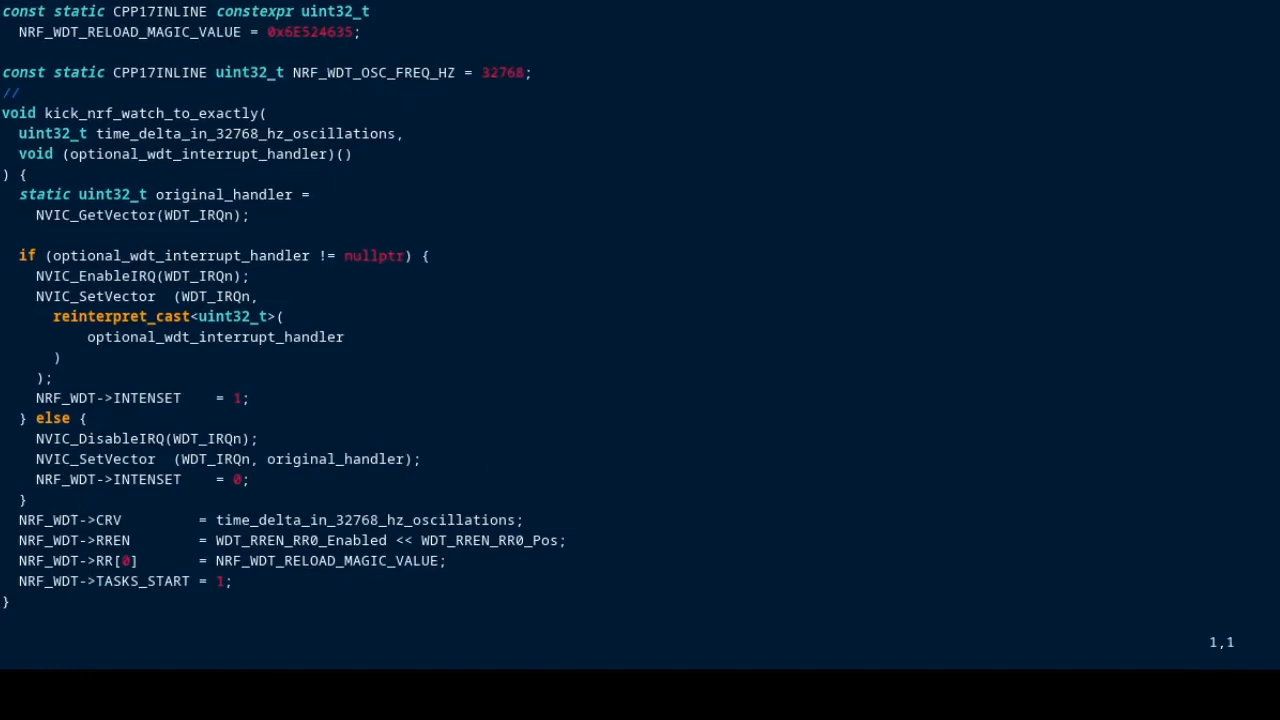 const static CPP17INLINE constexpr uint32_t
  NRF_WDT_RELOAD_MAGIC_VALUE = 0x6E524635;

const static CPP17INLINE uint32_t NRF_WDT_OSC_FREQ_HZ = 32768;
//
void kick_nrf_watch_to_exactly(
  uint32_t time_delta_in_32768_hz_oscillations,
  void (optional_wdt_interrupt_handler)()
) {
  static uint32_t original_handler =
    NVIC_GetVector(WDT_IRQn);

  if (optional_wdt_interrupt_handler != nullptr) {
    NVIC_EnableIRQ(WDT_IRQn);
    NVIC_SetVector  (WDT_IRQn,
      reinterpret_cast<uint32_t>(
          optional_wdt_interrupt_handler
      )
    );
    NRF_WDT->INTENSET    = 1;
  } else {
    NVIC_DisableIRQ(WDT_IRQn);
    NVIC_SetVector  (WDT_IRQn, original_handler);
    NRF_WDT->INTENSET    = 0;
  }
  NRF_WDT->CRV         = time_delta_in_32768_hz_oscillations;
  NRF_WDT->RREN        = WDT_RREN_RR0_Enabled << WDT_RREN_RR0_Pos;
  NRF_WDT->RR[0]       = NRF_WDT_RELOAD_MAGIC_VALUE;
  NRF_WDT->TASKS_START = 1;
}
1,1